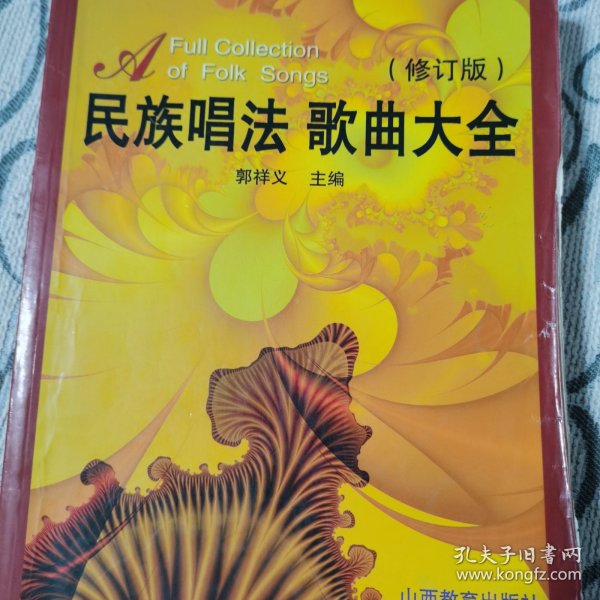 A Full Collection
of Folk Songs
（修订版）
民族唱法 歌曲大全
郭祥义 主编
山西教育出版社
孔夫子旧书网
www.kongfz.com